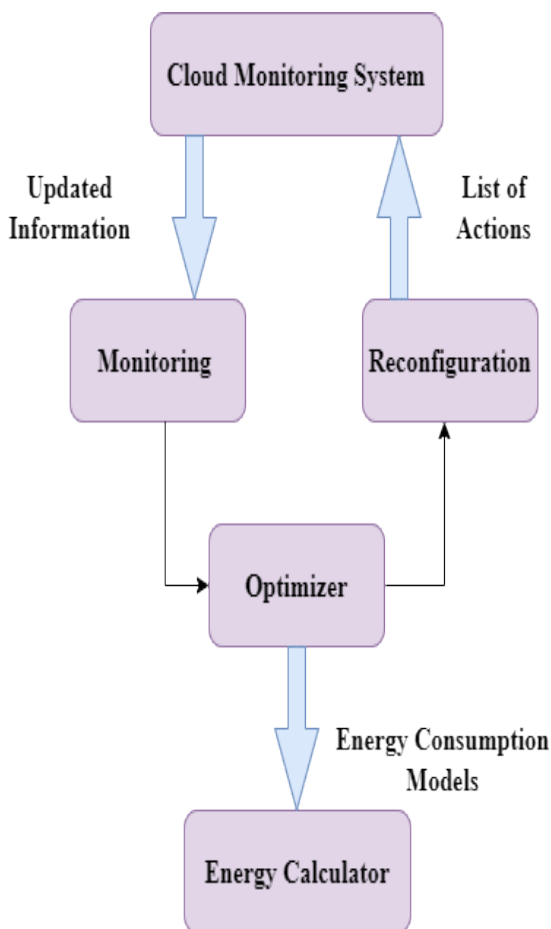 Cloud Monitoring System
Updated
Information
List of
Actions
Monitoring
Reconfiguration
Optimizer
Energy Consumption
Models
Energy Calculator